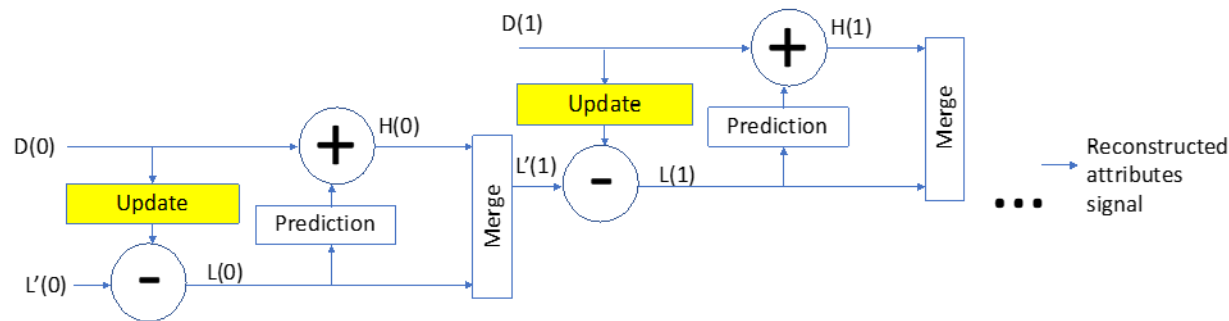 D(1)
H(1)
+
Update
Prediction
Merge
D(0)
H(0)
+
L'(1)
-
L(1)
Reconstructed
attributes
signal
...
Update
Prediction
Merge
L'(0)
-
L(0)